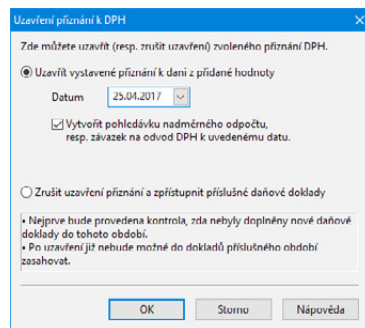 Uzavření přiznání k DPH
Zde můžete uzavřít (resp. zrušit uzavření) zvoleného přiznání DPH.
Uzavřít vystavené přiznání k dani z přidané hodnoty
Datum 25.04.2017
Vytvořit pohledávku nadměrného odpočtu,
resp. závazek na odvod DPH k uvedenému datu.
Zrušit uzavření přiznání a zpřístupnit příslušné daňové doklady
• Nejprve bude provedena kontrola, zda nebyly doplněny nové daňové
doklady do tohoto období.
• Po uzavření již nebude možné do dokladů příslušného období
zasahovat.
OK Storno Nápověda